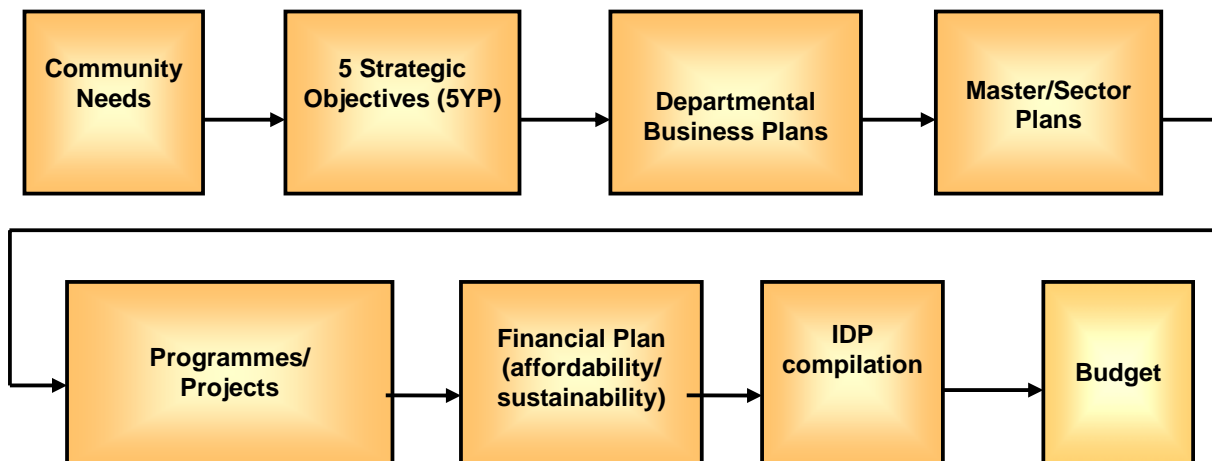 Community
Needs
5 Strategic
Objectives (5YP)
Departmental
Business Plans
Master/Sector
Plans
Programmes/
Projects
Financial Plan
(affordability/
sustainability)
IDP
compilation
Budget